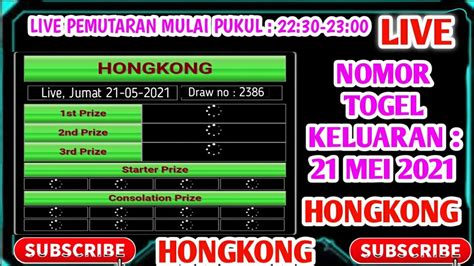 LIVE PEMUTARAN MULAI PUKUL : 22:30-23:00
LIVE
HONGKONG
Live, Jumat 21-05-2021
Draw no : 2386
1st Prize
2nd Prize
3rd Prize
Starter Prize
Consolation Prize
NOMOR
TOGEL
KELUARAN :
21 MEI 2021
HONGKONG
SUBSCRIBE
HONGKONG
SUBSCRIBE